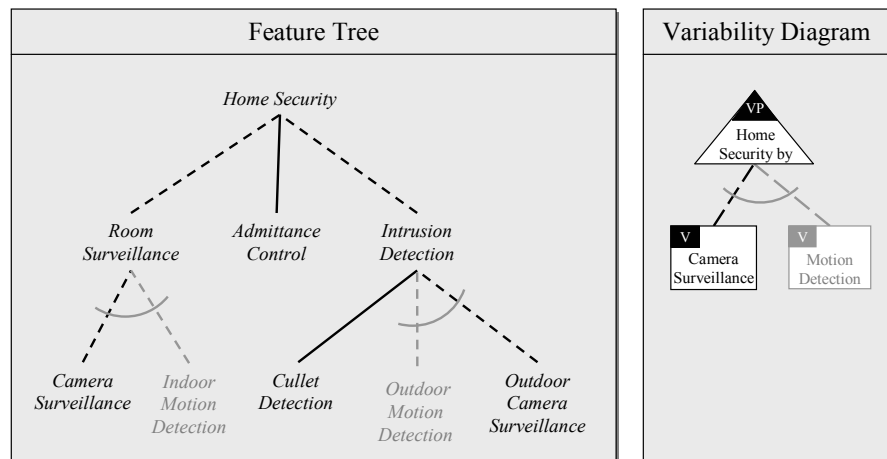 Feature Tree
Home Security
Room
Surveillance
Admittance
Control
Intrusion
Detection
Camera
Surveillance
Indoor
Motion
Detection
Cullet
Detection
Outdoor
Motion
Detection
Outdoor
Camera
Surveillance
Variability Diagram
VP
Home
Security by
V
Camera
Surveillance
V
Motion
Detection